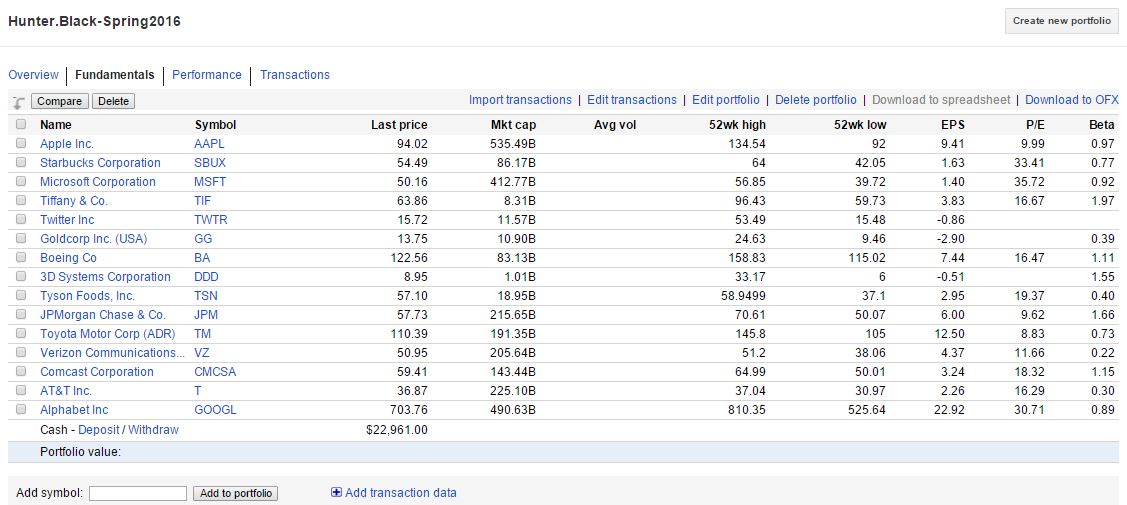 Hunter.Black-Spring2016 Create new portfolio
Overview Fundamentals Performance Transactions
Compare Delete Import transactions | Edit transactions | Edit portfolio | Delete portfolio | Download to spreadsheet | Download to OFX
Name Symbol Last price Mkt cap Avg vol 52wk high 52wk low EPS P/E Beta
Apple Inc. AAPL 94.02 535.49B 134.54 92 9.41 9.99 0.97
Starbucks Corporation SBUX 54.49 86.17B 64 42.05 1.63 33.41 0.77
Microsoft Corporation MSFT 50.16 412.77B 56.85 39.72 1.40 35.72 0.92
Tiffany & Co. TIF 63.86 8.31B 96.43 59.73 3.83 16.67 1.97
Twitter Inc TWTR 15.72 11.57B 53.49 15.48 -0.86
Goldcorp Inc. (USA) GG 13.75 10.90B 24.63 9.46 -2.90 0.39
Boeing Co BA 122.56 83.13B 158.83 115.02 7.44 16.47 1.11
3D Systems Corporation DDD 8.95 1.01B 33.17 6 -0.51 1.55
Tyson Foods, Inc. TSN 57.10 18.95B 58.9499 37.1 2.95 19.37 0.40
JPMorgan Chase & Co. JPM 57.73 215.65B 70.61 50.07 6.00 9.62 1.66
Toyota Motor Corp (ADR) TM 110.39 191.35B 145.8 105 12.50 8.83 0.73
Verizon Communications... VZ 50.95 205.64B 51.2 38.06 4.37 11.66 0.22
Comcast Corporation CMCSA 59.41 143.44B 64.99 50.01 3.24 18.32 1.15
AT&T Inc. T 36.87 225.10B 37.04 30.97 2.26 16.29 0.30
Alphabet Inc GOOGL 703.76 490.63B 810.35 525.64 22.92 30.71 0.89
Cash - Deposit / Withdraw $22,961.00
Portfolio value:
Add symbol: Add to portfolio Add transaction data